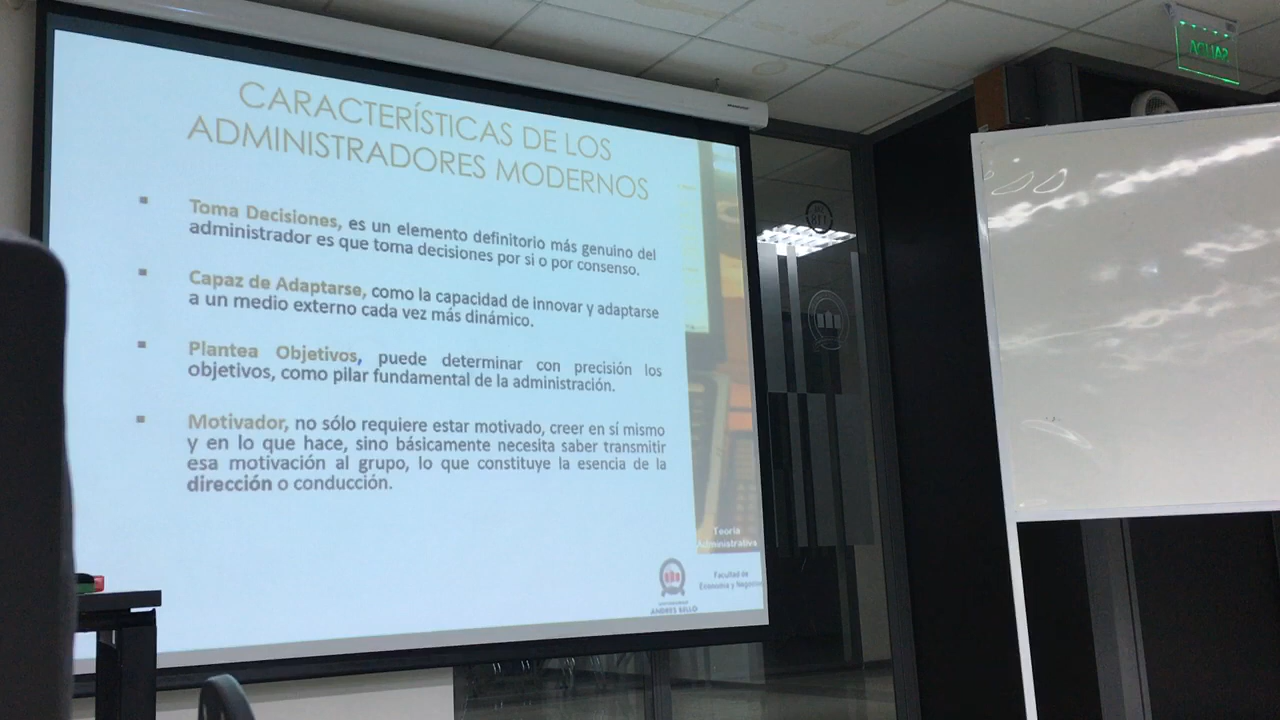 CARACTERÍSTICAS DE LOS
ADMINISTRADORES MODERNOS
Toma Decisiones, es un elemento definitorio más genuino del
administrador es que toma decisiones por si o por consenso.
Capaz de Adaptarse, como la capacidad de innovar y adaptarse
a un medio externo cada vez más dinámico.
Plantea Objetivos, puede determinar con precisión los
objetivos, como pilar fundamental de la administración.
Motivador, no sólo requiere estar motivado, creer en sí mismo
y en lo que hace, sino básicamente necesita saber transmitir
esa motivación al grupo, lo que constituye la esencia de la
dirección o conducción.
Teoría
Administrativa
Facultad de
Economía y Negocios
ANDRES BELLO
SALIDA